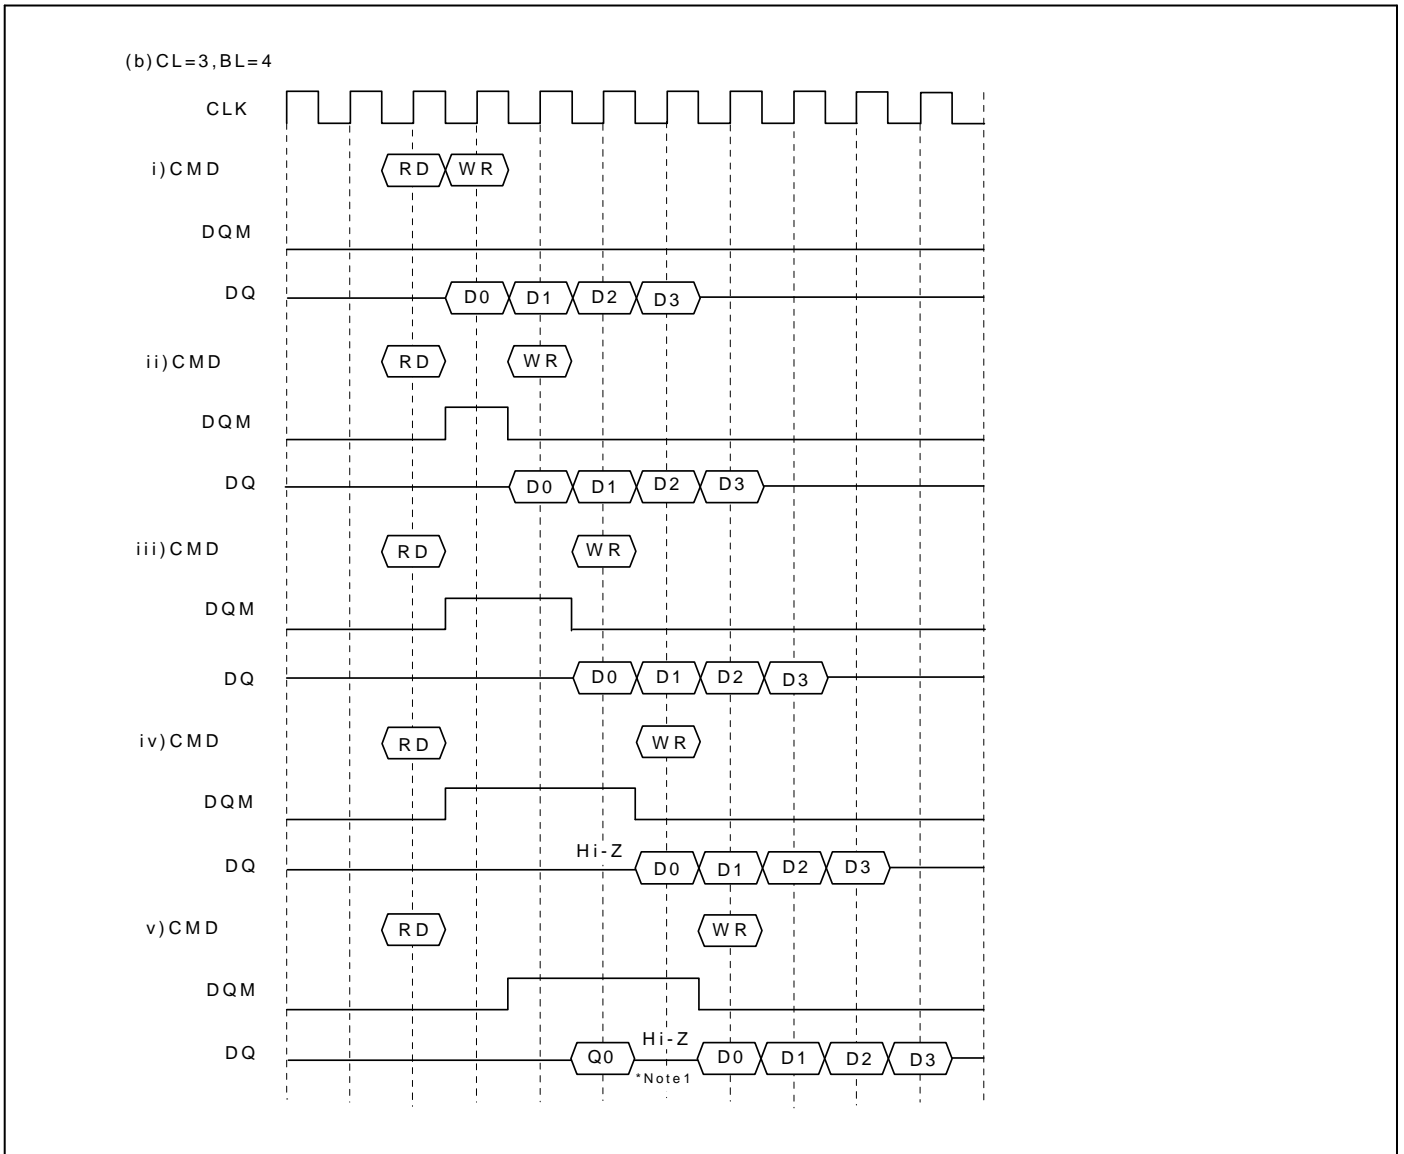 (b)CL=3,BL=4
CLK
i)CMD RD WR
DQM
DQ D0 D1 D2 D3
ii)CMD RD WR
DQM
DQ D0 D1 D2 D3
iii)CMD RD WR
DQM
DQ D0 D1 D2 D3
iv)CMD RD WR
DQM
DQ Hi-Z D0 D1 D2 D3
v)CMD RD WR
DQM
DQ Q0 Hi-Z D0 D1 D2 D3
*Note1